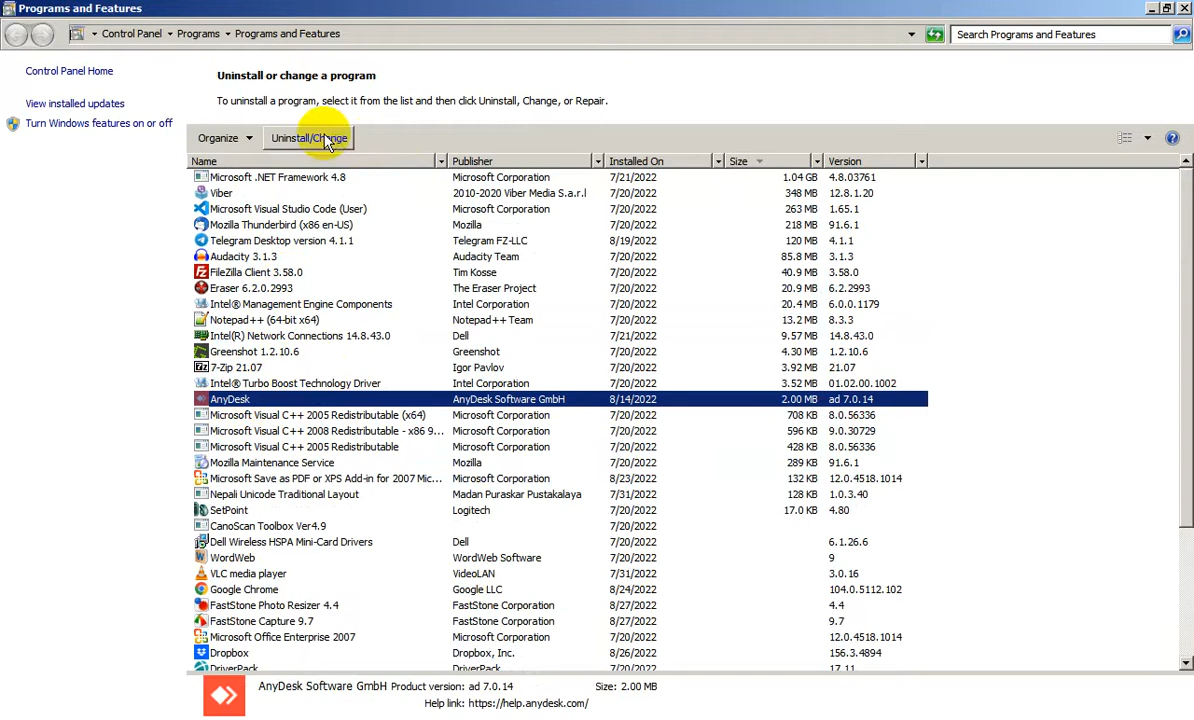 Programs and Features
Control Panel Programs Programs and Features Search Programs and Features
Control Panel Home
View installed updates
Turn Windows features on or off
Uninstall or change a program
To uninstall a program, select it from the list and then click Uninstall, Change, or Repair.
Organize Uninstall/Change
Name Publisher Installed On Size Version
Microsoft .NET Framework 4.8 Microsoft Corporation 7/21/2022 1.04 GB 4.8.03761
Viber 2010-2020 Viber Media S.a.r.l 7/20/2022 348 MB 12.8.1.20
Microsoft Visual Studio Code (User) Microsoft Corporation 7/20/2022 263 MB 1.65.1
Mozilla Thunderbird (x86 en-US) Mozilla 7/20/2022 218 MB 91.6.1
Telegram Desktop version 4.1.1 Telegram FZ-LLC 8/19/2022 120 MB 4.1.1
Audacity 3.1.3 Audacity Team 7/20/2022 85.8 MB 3.1.3
FileZilla Client 3.58.0 Tim Kosse 7/20/2022 40.9 MB 3.58.0
Eraser 6.2.0.2993 The Eraser Project 7/20/2022 20.9 MB 6.2.2993
Intel® Management Engine Components Intel Corporation 7/20/2022 20.4 MB 6.0.0.1179
Notepad++ (64-bit x64) Notepad++ Team 7/20/2022 13.2 MB 8.3.3
Intel(R) Network Connections 14.8.43.0 Dell 7/21/2022 9.57 MB 14.8.43.0
Greenshot 1.2.10.6 Greenshot 7/20/2022 4.30 MB 1.2.10.6
7-Zip 21.07 Igor Pavlov 7/20/2022 3.92 MB 21.07
Intel® Turbo Boost Technology Driver Intel Corporation 7/20/2022 3.52 MB 01.02.00.1002
AnyDesk AnyDesk Software GmbH 8/14/2022 2.00 MB ad 7.0.14
Microsoft Visual C++ 2005 Redistributable (x64) Microsoft Corporation 7/20/2022 708 KB 8.0.56336
Microsoft Visual C++ 2008 Redistributable - x86 9... Microsoft Corporation 7/20/2022 596 KB 9.0.30729
Microsoft Visual C++ 2005 Redistributable Microsoft Corporation 7/20/2022 428 KB 8.0.56336
Mozilla Maintenance Service Mozilla 7/20/2022 289 KB 91.6.1
Microsoft Save as PDF or XPS Add-in for 2007 Mic... Microsoft Corporation 8/23/2022 132 KB 12.0.4518.1014
Nepali Unicode Traditional Layout Madan Puraskar Pustakalaya 7/31/2022 128 KB 1.0.3.40
SetPoint Logitech 7/20/2022 17.0 KB 4.80
CanoScan Toolbox Ver4.9 7/20/2022
Dell Wireless HSPA Mini-Card Drivers Dell 7/20/2022 6.1.26.6
WordWeb WordWeb Software 7/20/2022 9
VLC media player VideoLAN 7/31/2022 3.0.16
Google Chrome Google LLC 8/24/2022 104.0.5112.102
FastStone Photo Resizer 4.4 FastStone Corporation 8/27/2022 4.4
FastStone Capture 9.7 FastStone Corporation 8/27/2022 9.7
Microsoft Office Enterprise 2007 Microsoft Corporation 7/20/2022 12.0.4518.1014
Dropbox Dropbox, Inc. 8/26/2022 156.3.4894
DriverPack DriverPack 7/20/2022 17.11
AnyDesk Software GmbH Product version: ad 7.0.14 Size: 2.00 MB
Help link: https://help.anydesk.com/